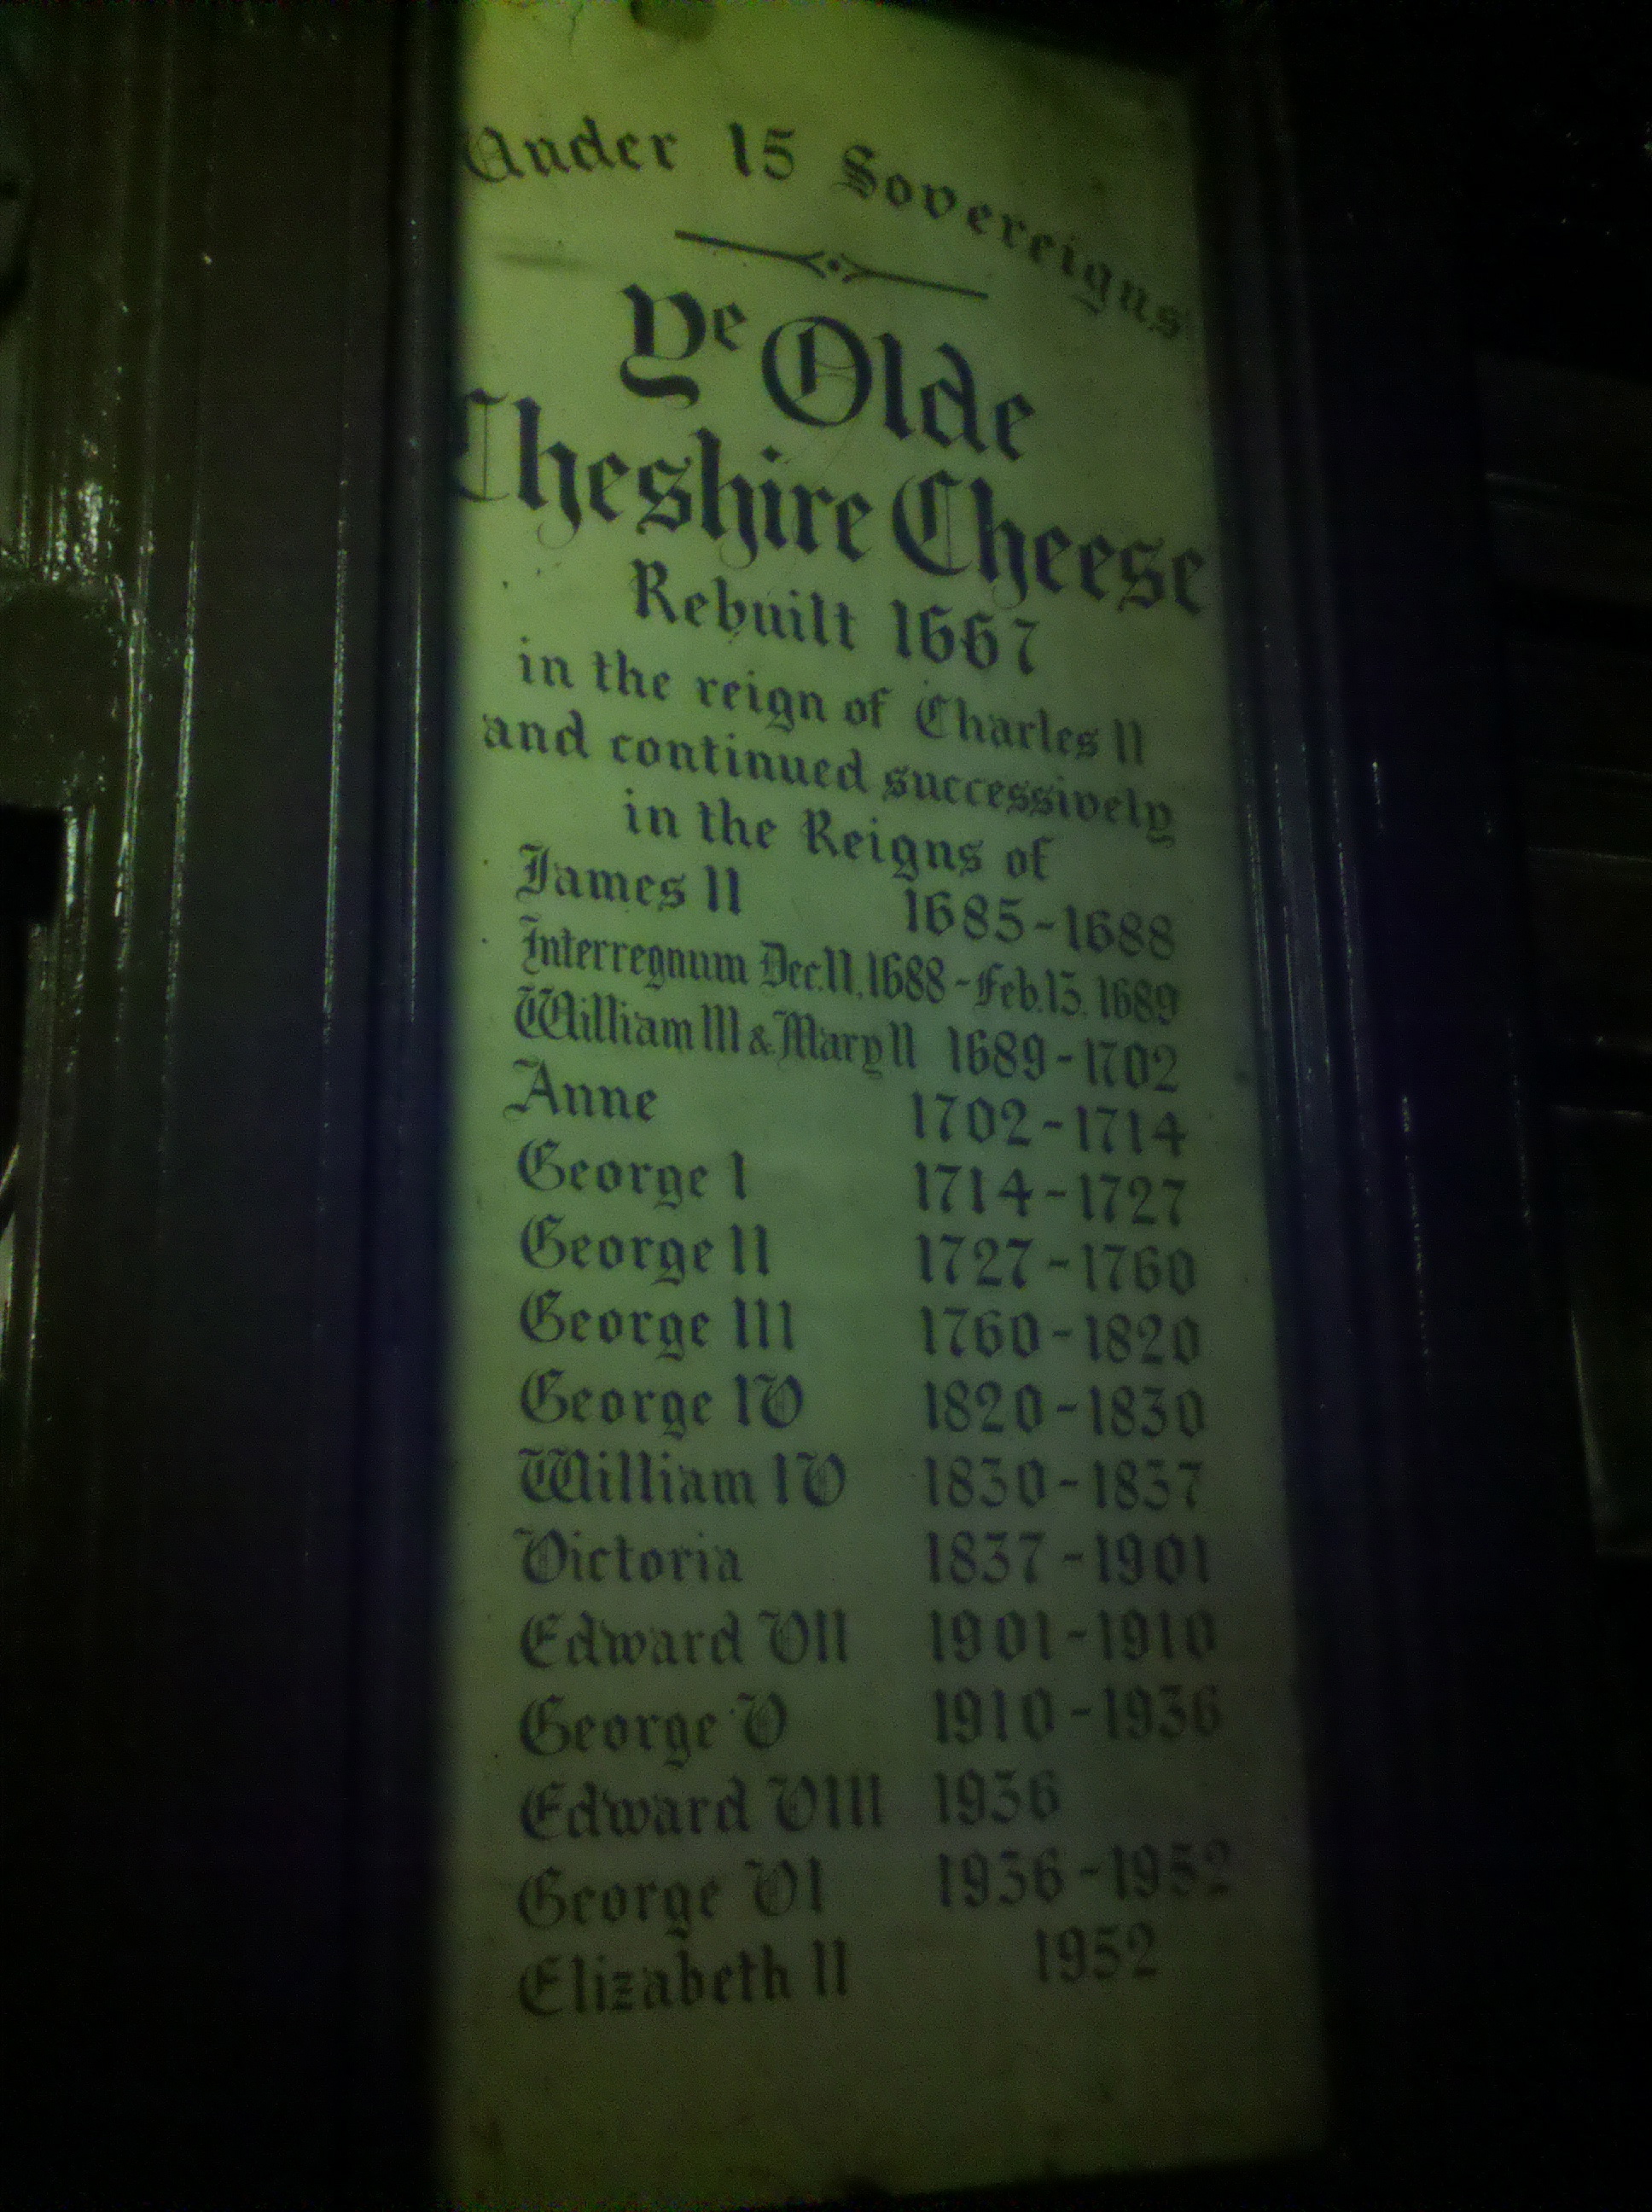 Under 15 Sovereigns
Ye Olde
Cheshire Cheese
Rebuilt 1667
in the reign of Charles II
and continued successively
in the Reigns of
James II 1685-1688
Interregnum Dec.11.1688-Feb.13.1689
William III & Mary II 1689-1702
Anne 1702-1714
George I 1714-1727
George II 1727-1760
George III 1760-1820
George IV 1820-1830
William IV 1830-1837
Victoria 1837-1901
Edward VII 1901-1910
George V 1910-1936
Edward VIII 1936
George VI 1936-1952
Elizabeth II 1952